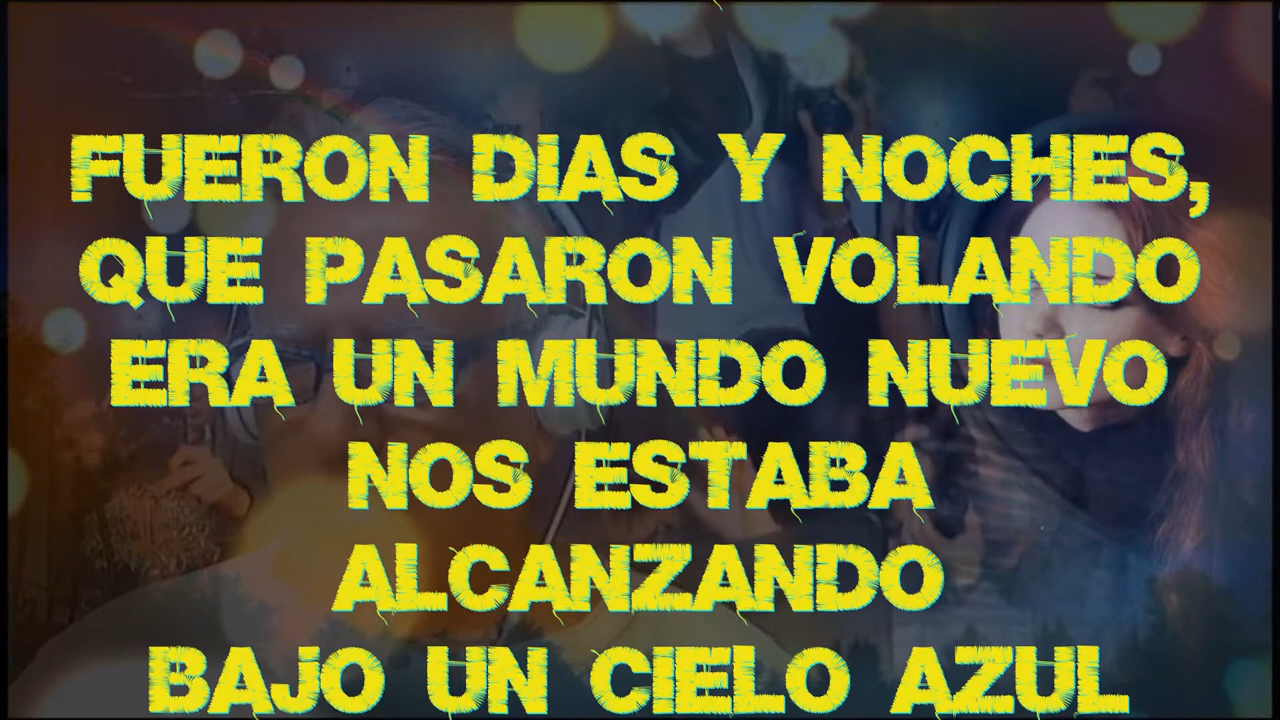 FUERON DIAS Y NOCHES,
QUE PASARON VOLANDO
ERA UN MUNDO NUEVO
NOS ESTABA
ALCANZANDO
BAJO UN CIELO AZUL